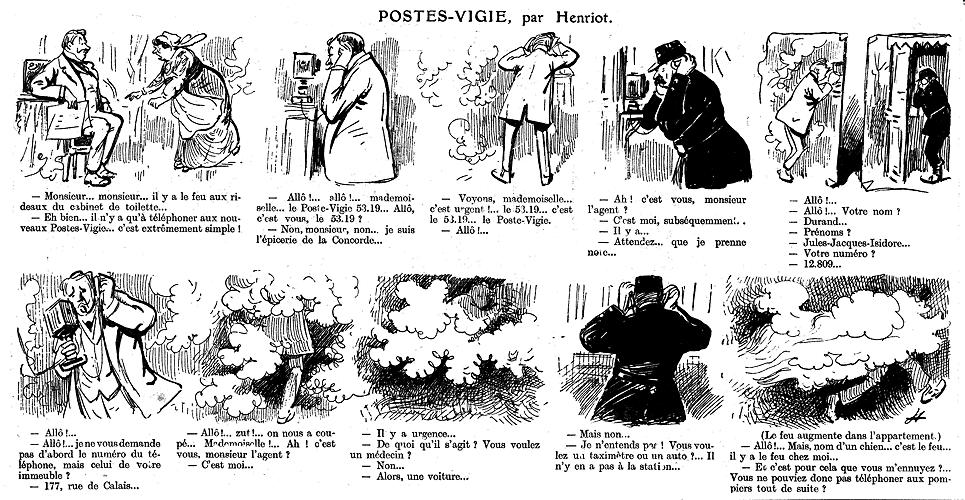 POSTES-VIGIE, par Henriot.
— Monsieur... monsieur... il y a le feu aux ri-
deaux du cabinet de toilette...
— Eh bien... il n'y a qu'à téléphoner aux nou-
veaux Postes-Vigie... c'est extrêmement simple !
— Allô !... allô !... mademoi-
selle... le Poste-Vigie 53.19... Allô,
c'est vous, le 53.19 ?
— Non, monsieur, non... je suis
l'épicerie de la Concorde...
— Voyons, mademoiselle...
c'est urgent !... le 53.19... c'est
le 53.19... le Poste-Vigie.
— Allô !...
— Ah ! c'est vous, monsieur
l'agent ?
— C'est moi, subséquemment..
— Il y a...
— Attendez... que je prenne
note...
— Allô !...
— Allô !... Votre nom ?
— Durand...
— Prénoms ?
— Jules-Jacques-Isidore...
— Votre numéro ?
— 12.809...
— Allô !...
— Allô !... je ne vous demande
pas d'abord le numéro du té-
léphone, mais celui de votre
immeuble ?
— 177, rue de Calais...
— Allô !... zut !... on nous a cou-
pé... Mademoiselle !... Ah ! c'est
vous, monsieur l'agent ?
— C'est moi...
— Il y a urgence...
— De quoi qu'il s'agit ? Vous voulez
un médecin ?
— Non...
— Alors, une voiture...
— Mais non...
— Je n'entends pas ! Vous vou-
lez un taximètre ou un auto ?... Il
n'y en a pas à la station...
(Le feu augmente dans l'appartement.)
— Allô !... Mais, nom d'un chien... c'est le feu...
il y a le feu chez moi...
— Et c'est pour cela que vous m'ennuyez ?...
Vous ne pouviez donc pas téléphoner aux pom-
piers tout de suite ?